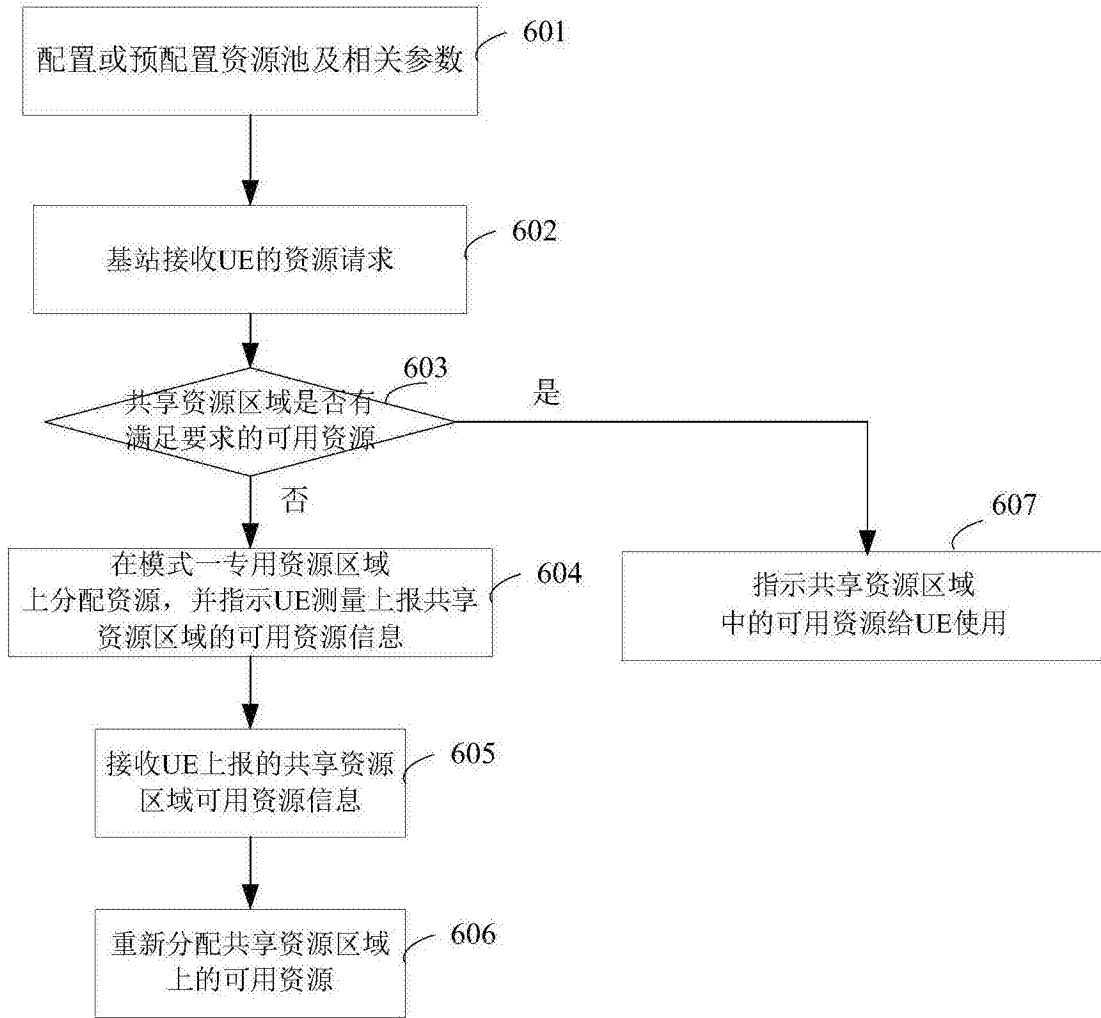 601
配置或预配置资源池及相关参数
602
基站接收UE的资源请求
603
共享资源区域是否有
满足要求的可用资源
是
否
607
在模式一专用资源区域
上分配资源，并指示UE测量上报共享
资源区域的可用资源信息
604
指示共享资源区域
中的可用资源给UE使用
接收UE上报的共享资源
区域可用资源信息
605
重新分配共享资源区域
上的可用资源
606